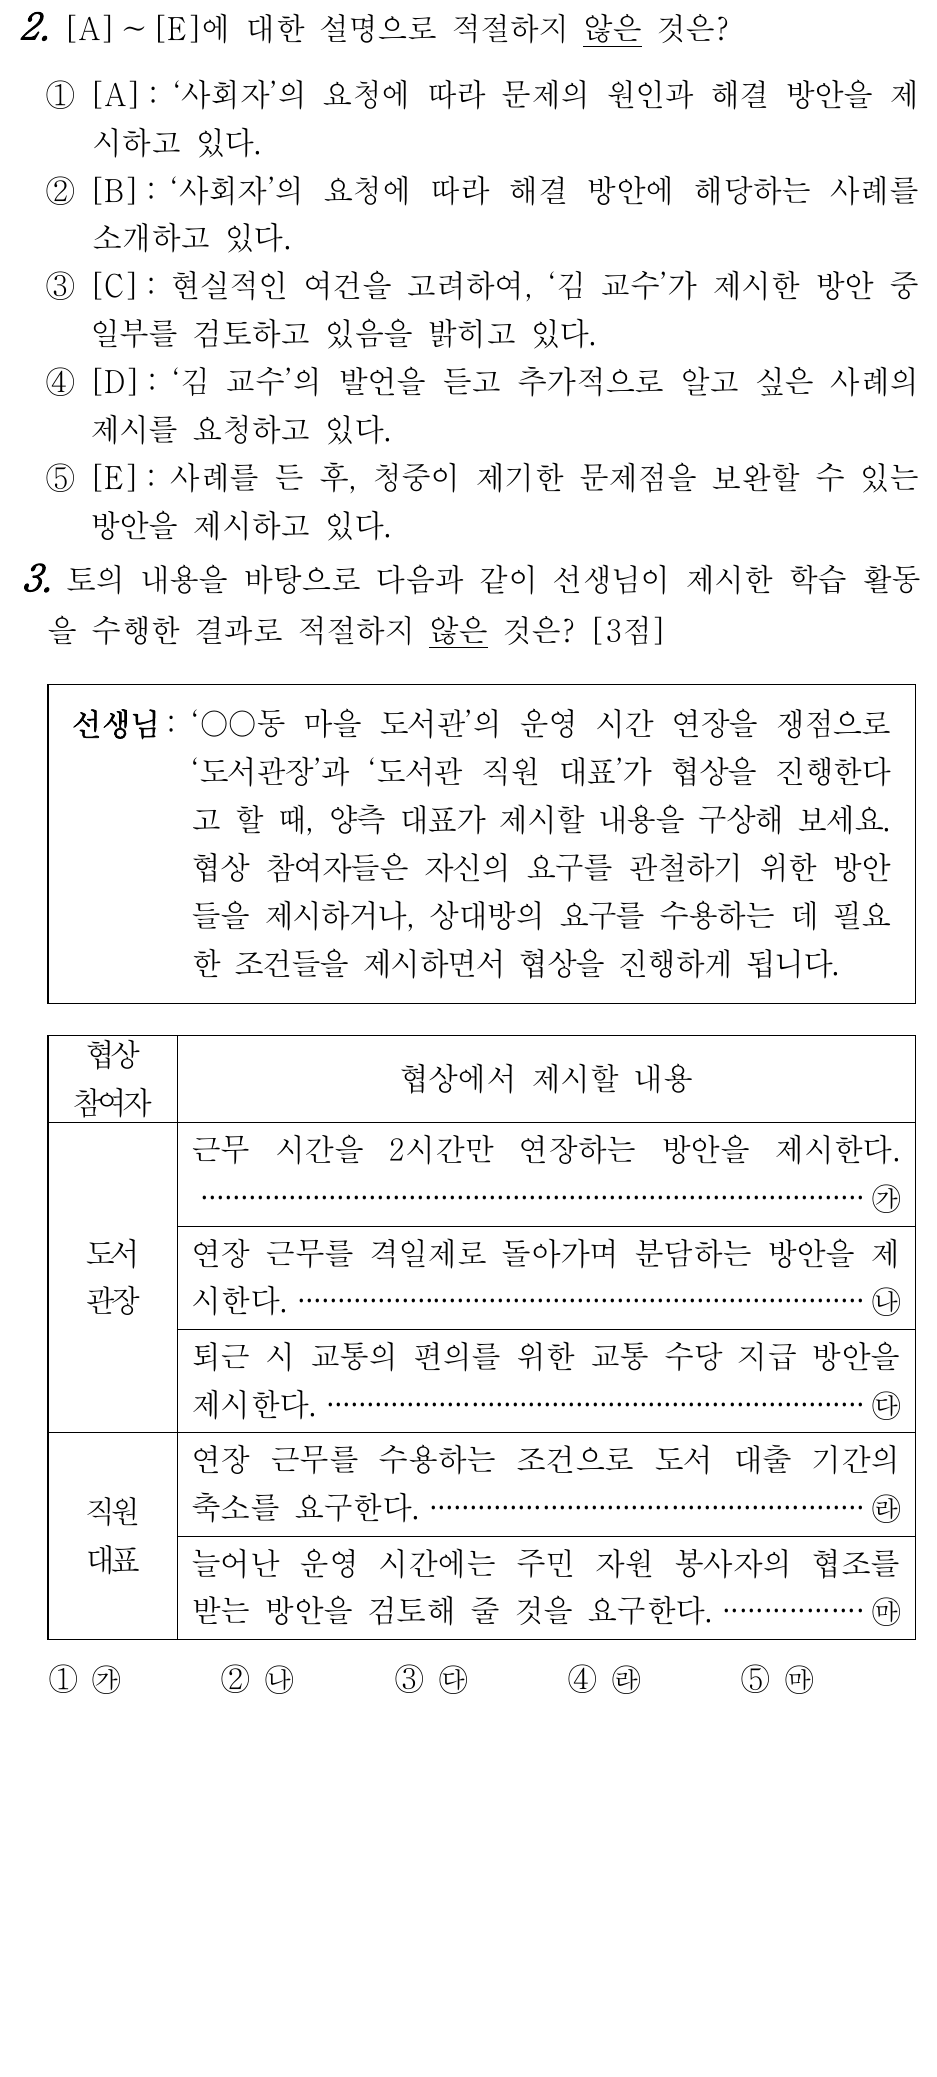 2. [A] ~ [E]에 대한 설명으로 적절하지 않은 것은?
① [A] : ‘사회자’의 요청에 따라 문제의 원인과 해결 방안을 제
시하고 있다.
② [B] : ‘사회자’의 요청에 따라 해결 방안에 해당하는 사례를
소개하고 있다.
③ [C] : 현실적인 여건을 고려하여, ‘김 교수’가 제시한 방안 중
일부를 검토하고 있음을 밝히고 있다.
④ [D] : ‘김 교수’의 발언을 듣고 추가적으로 알고 싶은 사례의
제시를 요청하고 있다.
⑤ [E] : 사례를 든 후, 청중이 제기한 문제점을 보완할 수 있는
방안을 제시하고 있다.
3. 토의 내용을 바탕으로 다음과 같이 선생님이 제시한 학습 활동
을 수행한 결과로 적절하지 않은 것은? [3점]
선생님 : ‘○○동 마을 도서관’의 운영 시간 연장을 쟁점으로
‘도서관장’과 ‘도서관 직원 대표’가 협상을 진행한다
고 할 때, 양측 대표가 제시할 내용을 구상해 보세요.
협상 참여자들은 자신의 요구를 관철하기 위한 방안
들을 제시하거나, 상대방의 요구를 수용하는 데 필요
한 조건들을 제시하면서 협상을 진행하게 됩니다.
협상
참여자
협상에서 제시할 내용
도서
관장
근무 시간을 2시간만 연장하는 방안을 제시한다.
………………………………………………………… ㉮
연장 근무를 격일제로 돌아가며 분담하는 방안을 제
시한다. ………………………………………………… ㉯
퇴근 시 교통의 편의를 위한 교통 수당 지급 방안을
제시한다. ……………………………………………… ㉰
직원
대표
연장 근무를 수용하는 조건으로 도서 대출 기간의
축소를 요구한다. ……………………………………… ㉱
늘어난 운영 시간에는 주민 자원 봉사자의 협조를
받는 방안을 검토해 줄 것을 요구한다. ……………… ㉲
① ㉮ ② ㉯ ③ ㉰ ④ ㉱ ⑤ ㉲